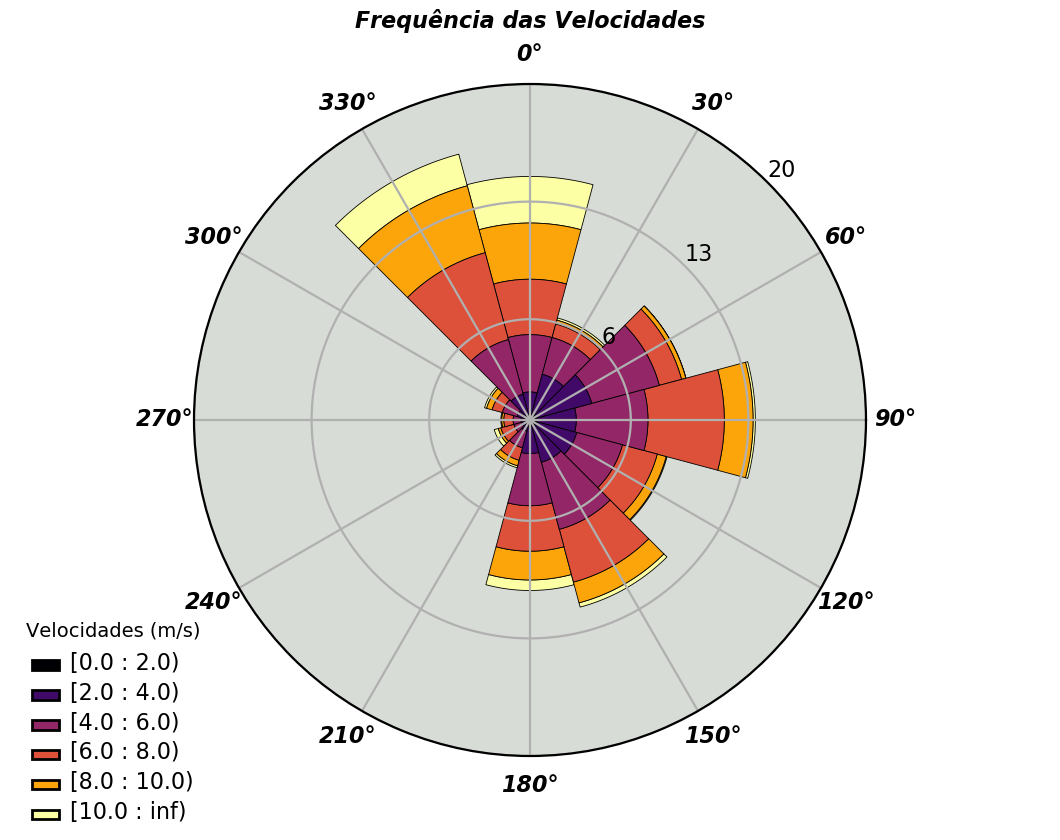 Frequência das Velocidades
0°
330°
30°
20
300°
60°
13
6
270°
90°
240°
120°
210°
150°
180°
Velocidades (m/s)
[0.0 : 2.0)
[2.0 : 4.0)
[4.0 : 6.0)
[6.0 : 8.0)
[8.0 : 10.0)
[10.0 : inf)